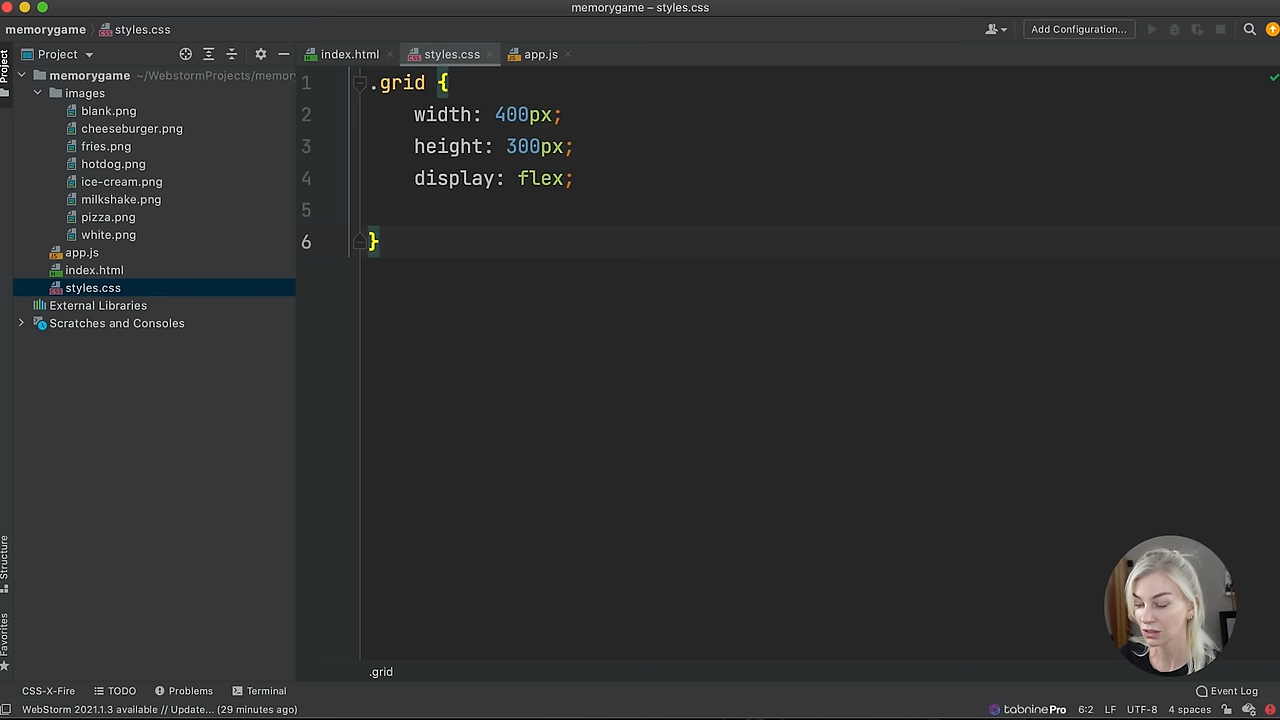 memorygame – styles.css
memorygame
styles.css
Add Configuration...
Project
Project
index.html
styles.css
app.js
memorygame ~/WebstormProjects/memor
images
blank.png
cheeseburger.png
fries.png
hotdog.png
ice-cream.png
milkshake.png
pizza.png
white.png
app.js
index.html
styles.css
External Libraries
Scratches and Consoles
1 .grid {
2 width: 400px;
3 height: 300px;
4 display: flex;
5
6 }
Structure
Favorites
.grid
CSS-X-Fire
TODO
Problems
Terminal
Event Log
WebStorm 2021.1.3 available // Update... (29 minutes ago)
tabnine Pro
6:2
LF
UTF-8
4 spaces